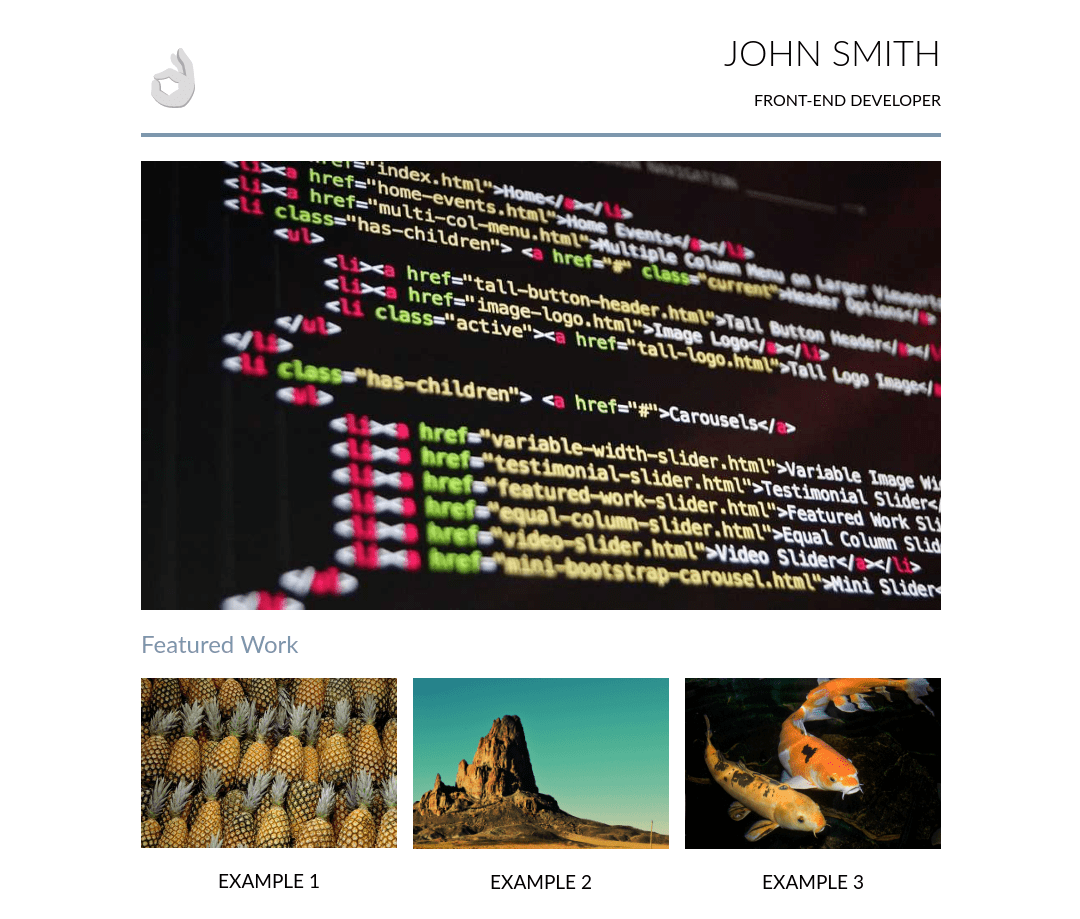 JOHN SMITH
FRONT-END DEVELOPER
href="index.html">Home</a></li>
<li><a href="home-events.html">Home Events</a></li>
<li><a href="multi-col-menu.html">Multiple Column Menu on Larger Viewports
<li class="has-children"> <a href="#" class="current">Header Options</a>
<ul>
<li><a href="tall-button-header.html">Tall Button Header</a></li>
<li><a href="image-logo.html">Image Logo</a></li>
<li class="active"><a href="tall-logo.html">Tall Logo Image</
</ul>
</li>
<li class="has-children"> <a href="#">Carousels</a>
<ul>
<li><a href="variable-width-slider.html">Variable Image
<li><a href="testimonial-slider.html">Testimonial Slider</
<li><a href="featured-work-slider.html">Featured Work Sli
<li><a href="equal-column-slider.html">Equal Column Slid
<li><a href="video-slider.html">Video Slider</a></li>
<li><a href="mini-bootstrap-carousel.html">Mini Slider<
</ul>
Featured Work
EXAMPLE 1
EXAMPLE 2
EXAMPLE 3